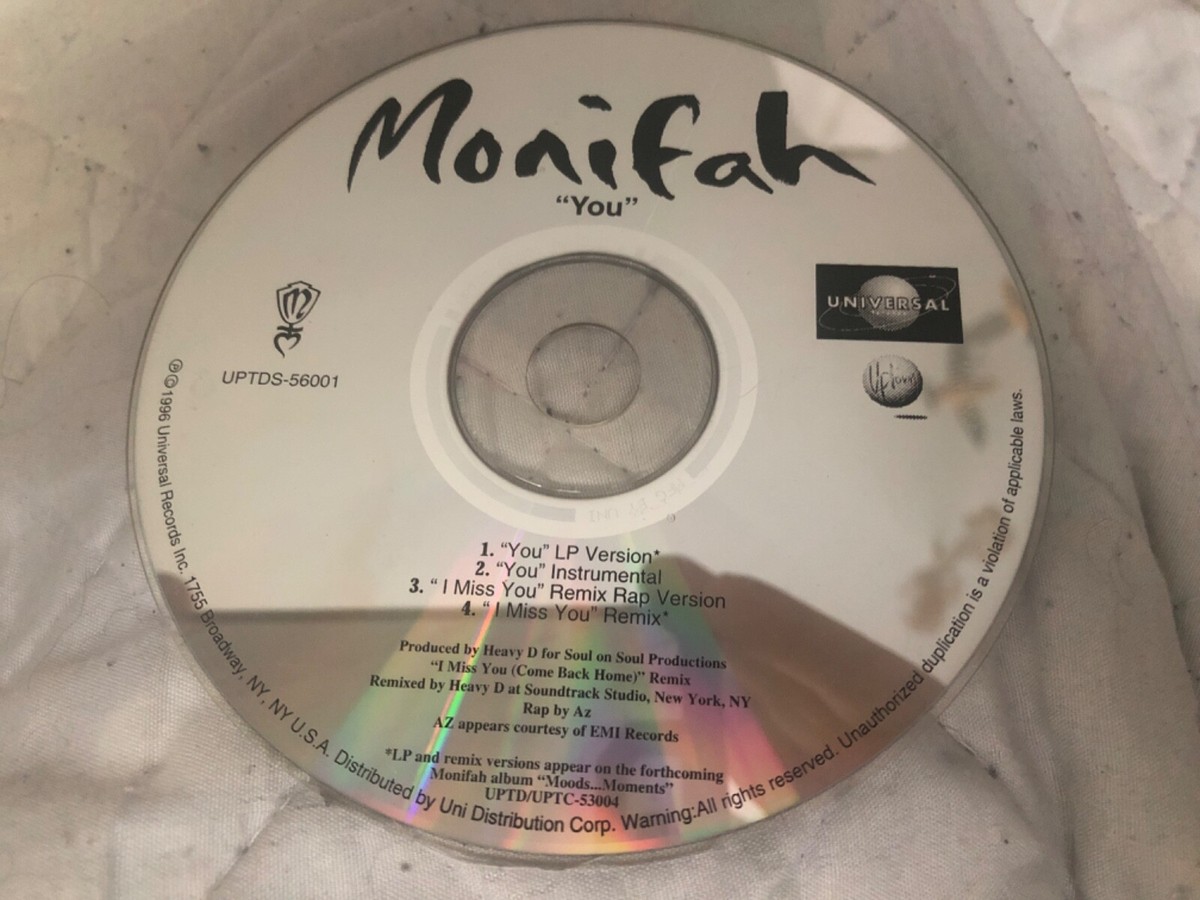 Monifah
“You”
UNIVERSAL
Uptown
UPTDS-56001
1. “You” LP Version*
2. “You” Instrumental
3. “ I Miss You” Remix Rap Version
4. “ I Miss You” Remix*
Produced by Heavy D for Soul on Soul Productions
“I Miss You (Come Back Home)” Remix
Remixed by Heavy D at Soundtrack Studio, New York, NY
Rap by Az
AZ appears courtesy of EMI Records
*LP and remix versions appear on the forthcoming
Monifah album “Moods...Moments”
UPTD/UPTC-53004
℗ © 1996 Universal Records Inc. 1755 Broadway, NY, NY U.S.A. Distributed by Uni Distribution Corp. Warning:All rights reserved. Unauthorized duplication is a violation of applicable laws.